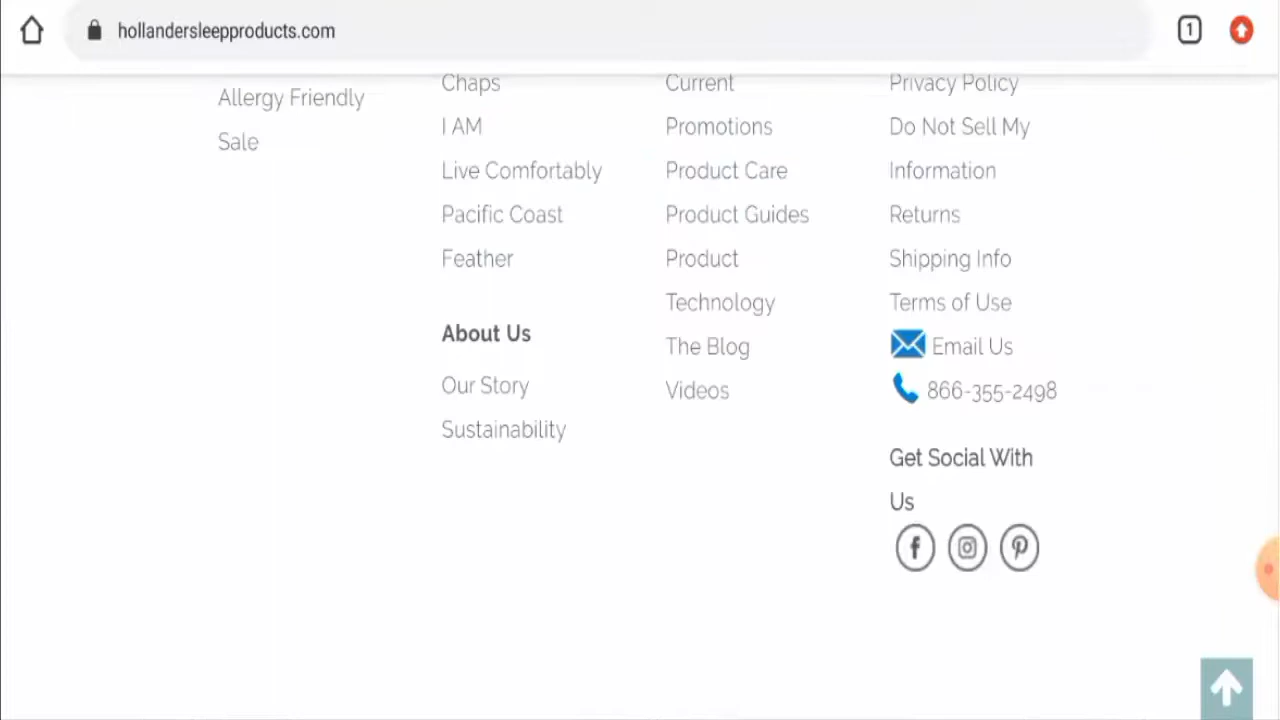 1
hollandersleepproducts.com
Allergy Friendly
Sale
Chaps
I AM
Live Comfortably
Pacific Coast
Feather
About Us
Our Story
Sustainability
Current
Promotions
Product Care
Product Guides
Product
Technology
The Blog
Videos
Privacy Policy
Do Not Sell My
Information
Returns
Shipping Info
Terms of Use
Email Us
866-355-2498
Get Social With
Us